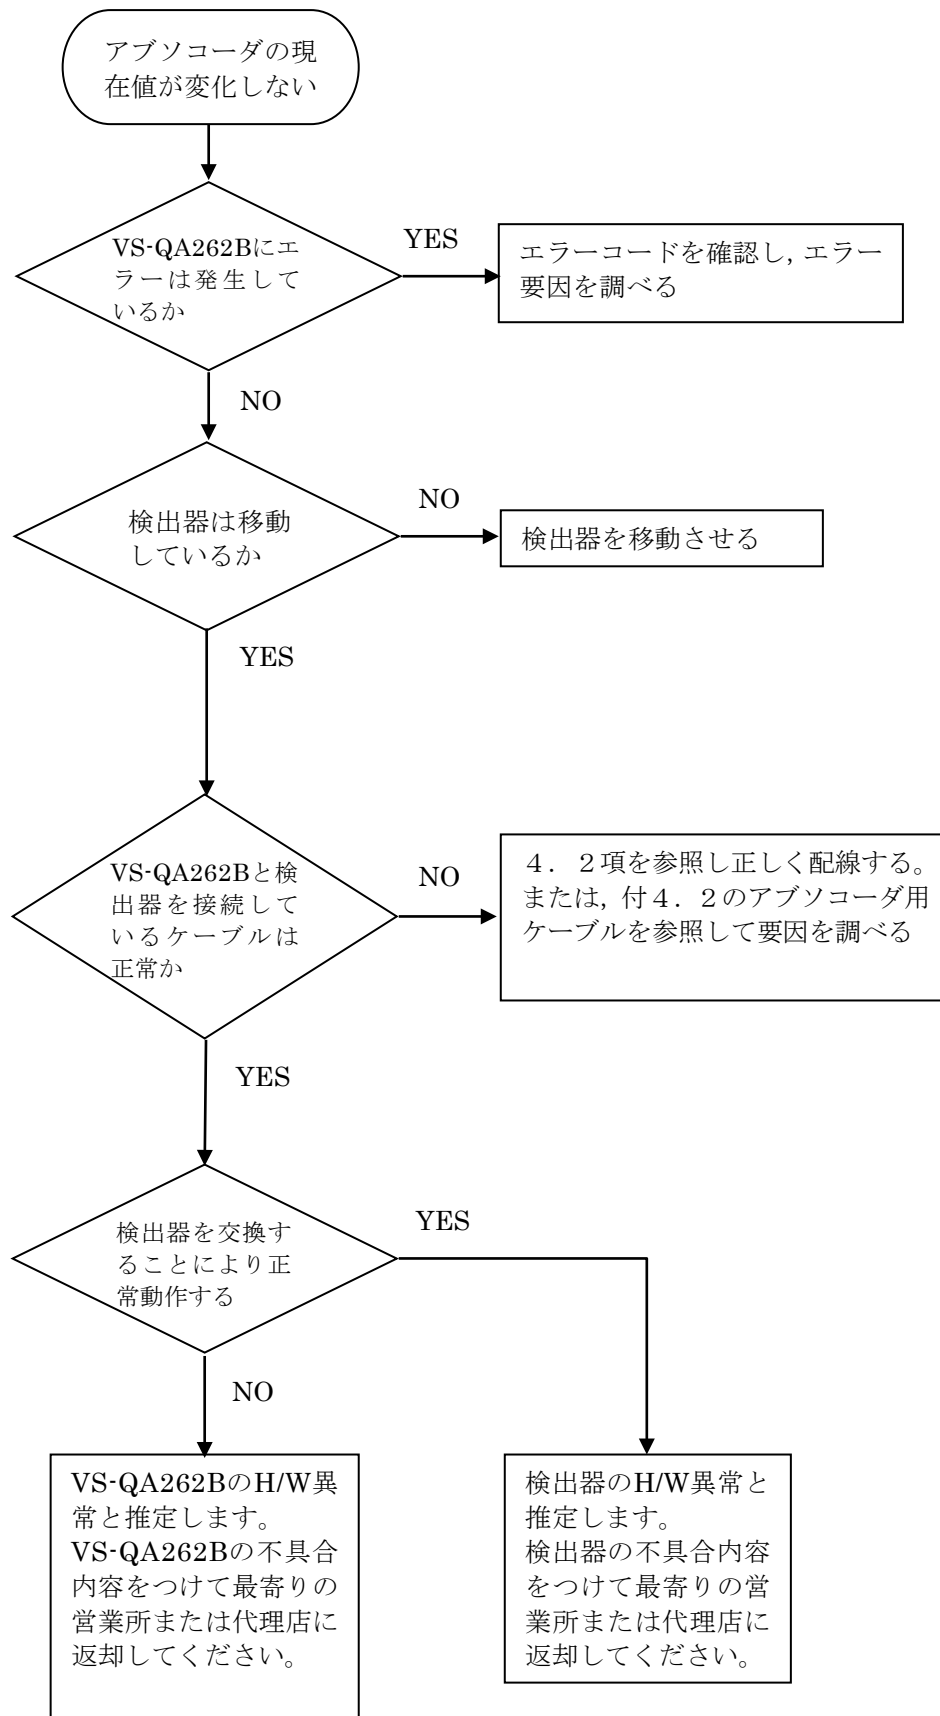 アブソコーダの現
在値が変化しない
VS-QA262Bにエ
ラーは発生して
いるか
YES
エラーコードを確認し，エラー
要因を調べる
NO
検出器は移動
しているか
NO
検出器を移動させる
YES
VS-QA262Bと検
出器を接続して
いるケーブルは
正常か
NO
４．２項を参照し正しく配線する。
または，付４．２のアブソコーダ用
ケーブルを参照して要因を調べる
YES
検出器を交換す
ることにより正
常動作する
YES
NO
VS-QA262BのH/W異
常と推定します。
VS-QA262Bの不具合
内容をつけて最寄りの
営業所または代理店に
返却してください。
検出器のH/W異常と
推定します。
検出器の不具合内容
をつけて最寄りの営
業所または代理店に
返却してください。